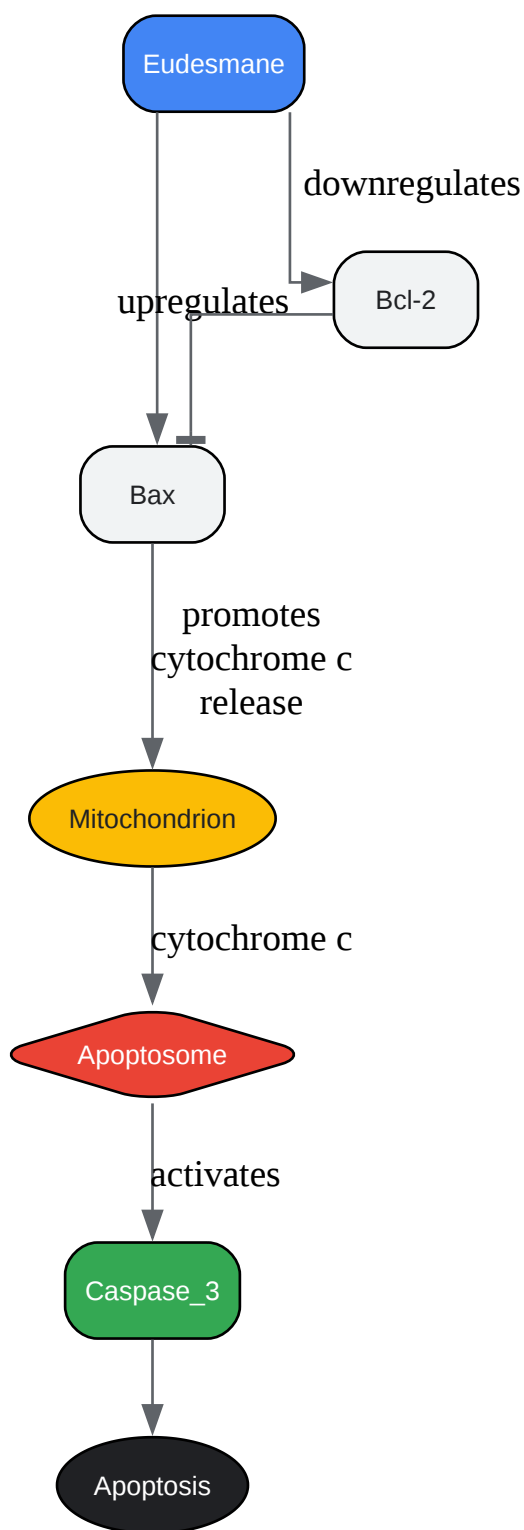 Eudesmane
downregulates
Bcl-2
upregulates
Bax
promotes
cytochrome c
release
Mitochondrion
cytochrome c
Apoptosome
activates
Caspase_3
Apoptosis